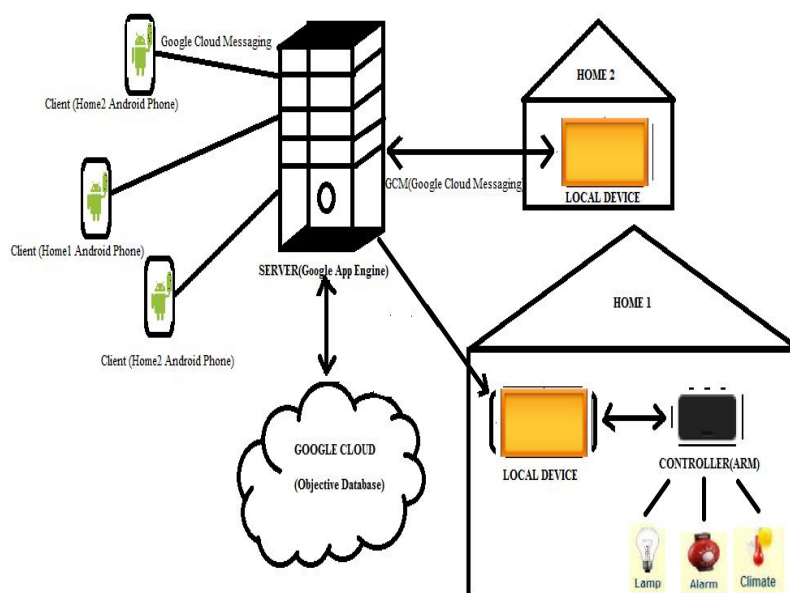 Google Cloud Messaging
Client (Home2 Android Phone)
Client (Home1 Android Phone)
Client (Home2 Android Phone)
SERVER(Google App Engine)
GCM(Google Cloud Messaging)
HOME 2
LOCAL DEVICE
HOME 1
LOCAL DEVICE
CONTROLLER(ARM)
Lamp
Alarm
Climate
GOOGLE CLOUD
(Objective Database)